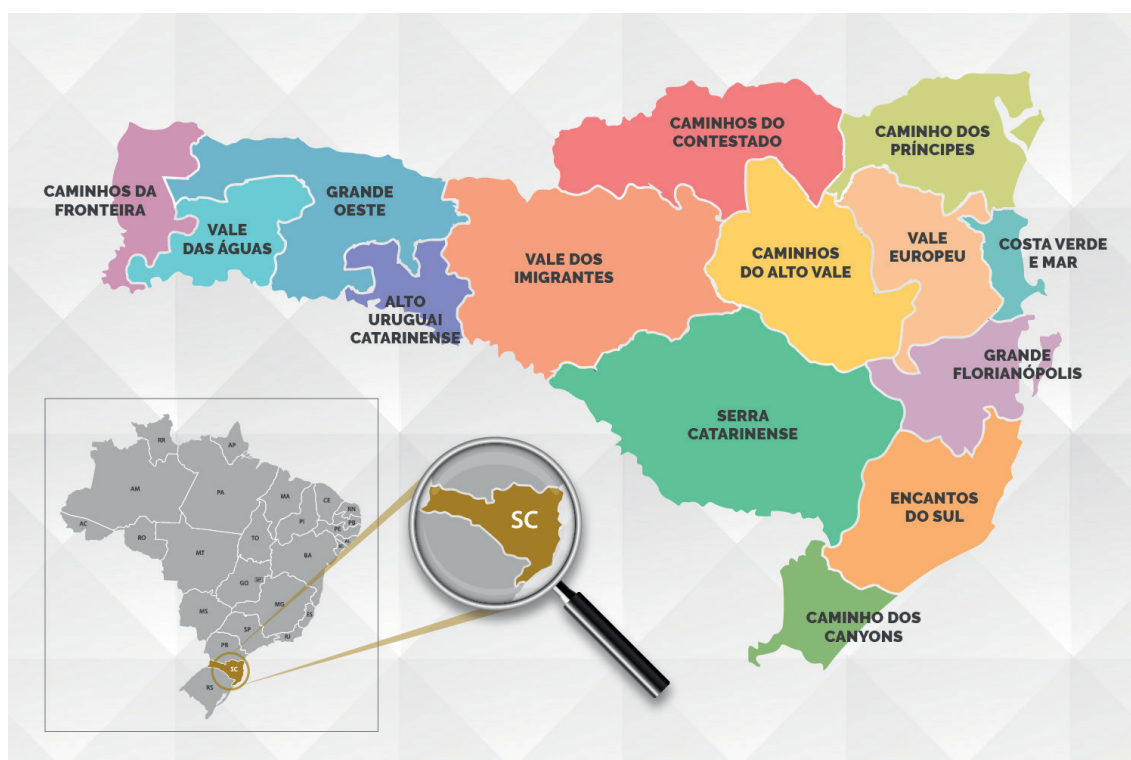 CAMINHOS DO
CONTESTADO
CAMINHO DOS
PRÍNCIPES
CAMINHOS DA
FRONTEIRA
GRANDE
OESTE
VALE
DAS ÁGUAS
VALE DOS
IMIGRANTES
CAMINHOS
DO ALTO VALE
VALE
EUROPEU
COSTA VERDE
E MAR
ALTO
URUGUAI
CATARINENSE
GRANDE
FLORIANÓPOLIS
SERRA
CATARINENSE
ENCANTOS
DO SUL
CAMINHO DOS
CANYONS
RR
AP
AM
PA
MA
CE
RN
PB
PI
PE
AC
RO
TO
MT
BA
GO
MG
ES
MS
SP
RJ
PR
SC
RS
SC